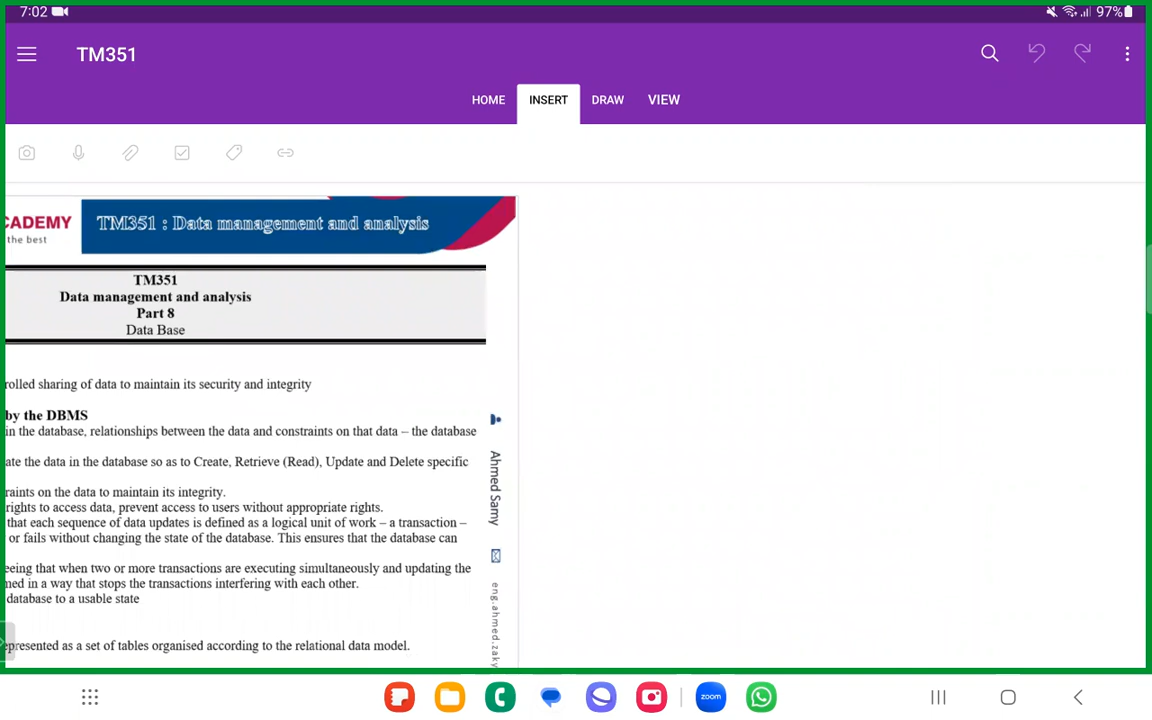 7:02
97%
TM351
HOME INSERT DRAW VIEW
CADEMY
the best
TM351 : Data management and analysis
TM351
Data management and analysis
Part 8
Data Base
rolled sharing of data to maintain its security and integrity
by the DBMS
in the database, relationships between the data and constraints on that data – the database
ate the data in the database so as to Create, Retrieve (Read), Update and Delete specific
raints on the data to maintain its integrity.
rights to access data, prevent access to users without appropriate rights.
that each sequence of data updates is defined as a logical unit of work – a transaction –
or fails without changing the state of the database. This ensures that the database can
eeing that when two or more transactions are executing simultaneously and updating the
med in a way that stops the transactions interfering with each other.
database to a usable state
epresented as a set of tables organised according to the relational data model.
Ahmed Samy
eng.ahmed.zaky
zoom